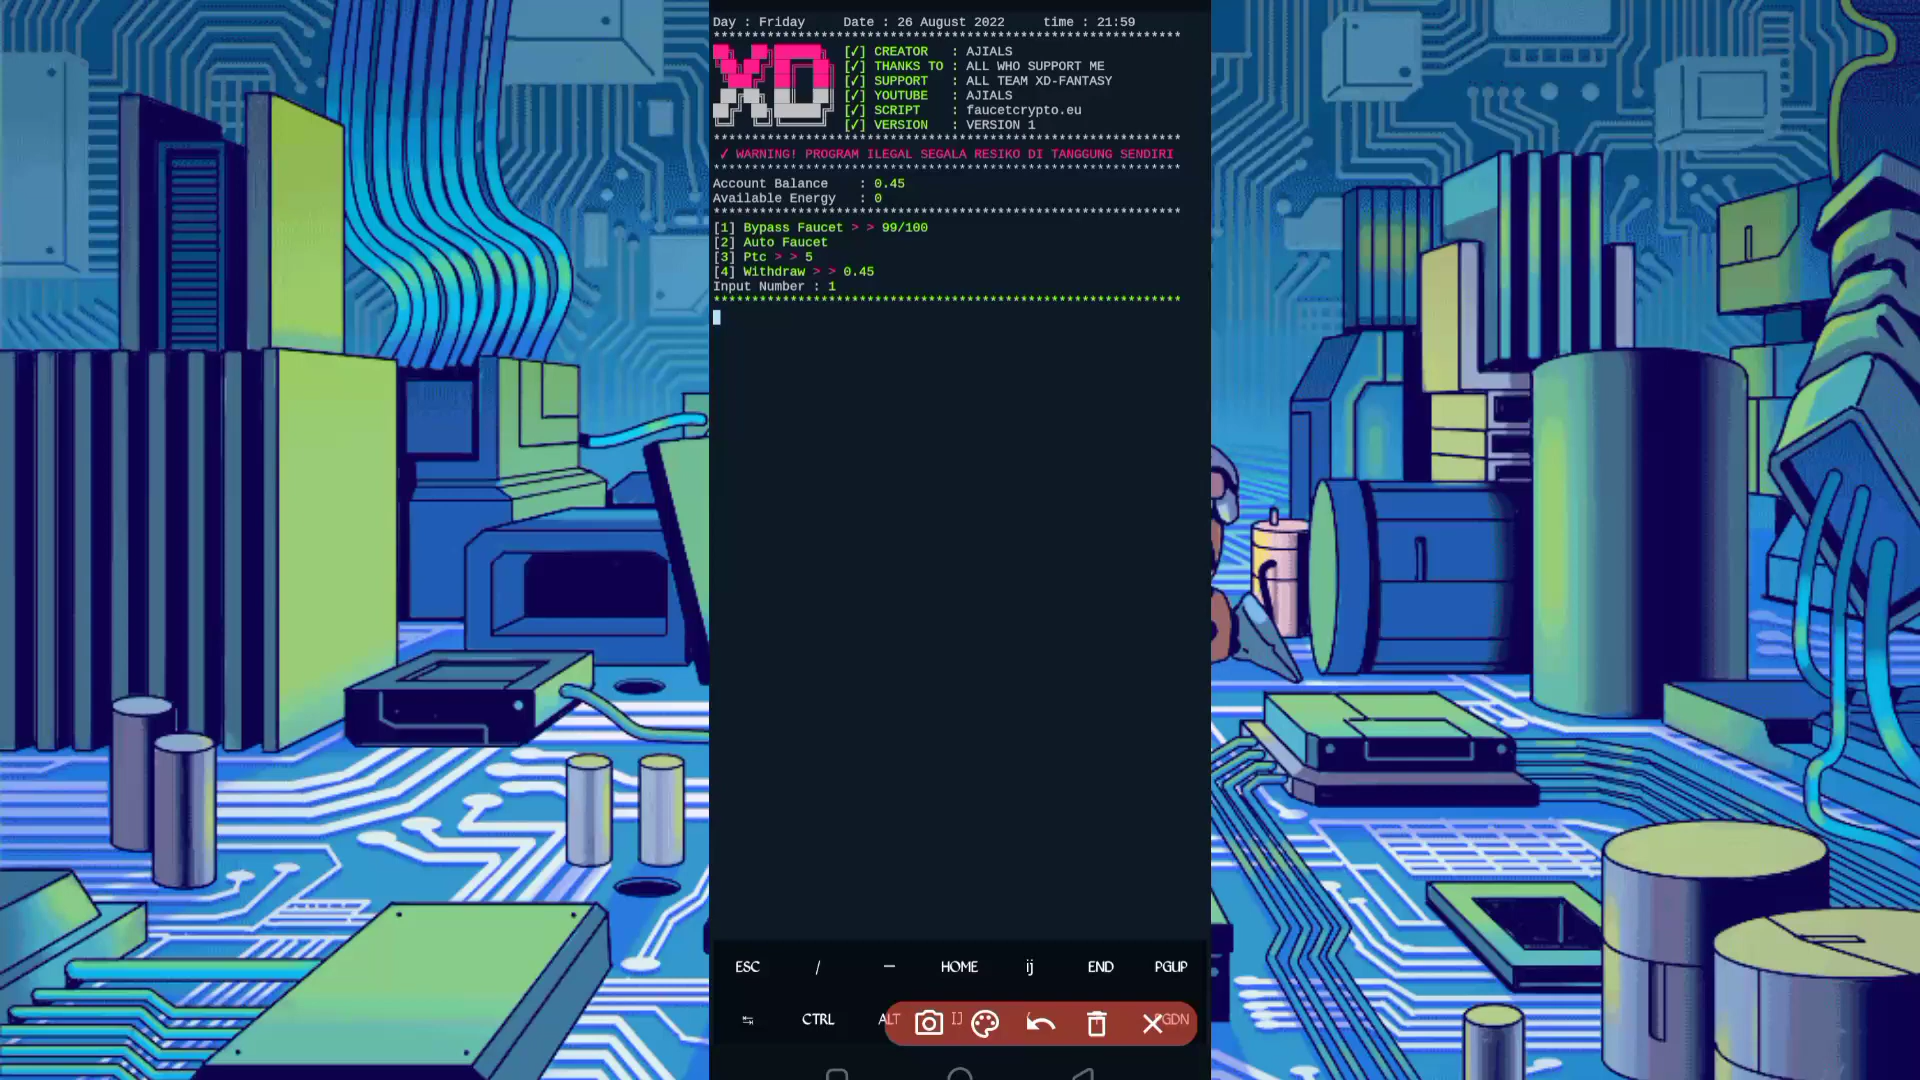 Day : Friday Date : 26 August 2022 time : 21:59
*************************************************************
XD
[✓] CREATOR : AJIALS
[✓] THANKS TO : ALL WHO SUPPORT ME
[✓] SUPPORT : ALL TEAM XD-FANTASY
[✓] YOUTUBE : AJIALS
[✓] SCRIPT : faucetcrypto.eu
[✓] VERSION : VERSION 1
*************************************************************
✓ WARNING! PROGRAM ILEGAL SEGALA RESIKO DI TANGGUNG SENDIRI
*************************************************************
Account Balance : 0.45
Available Energy : 0
*************************************************************
[1] Bypass Faucet > > 99/100
[2] Auto Faucet
[3] Ptc > > 5
[4] Withdraw > > 0.45
Input Number : 1
*************************************************************
ESC / — HOME ij END PGUP
CTRL ALT IJ PGDN